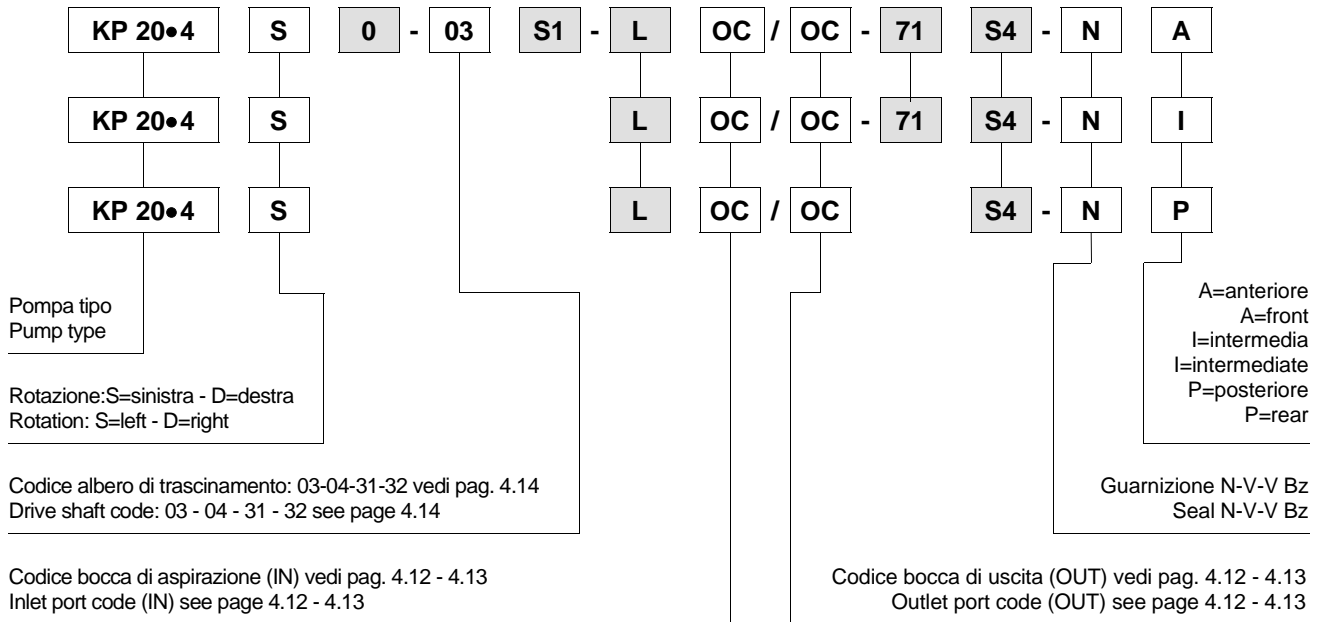 KP 20•4 S 0 - 03 S1 - L OC / OC - 71 S4 - N A
KP 20•4 S L OC / OC - 71 S4 - N I
KP 20•4 S L OC / OC S4 - N P
Pompa tipo
Pump type
A=anteriore
A=front
I=intermedia
I=intermediate
P=posteriore
P=rear
Rotazione:S=sinistra - D=destra
Rotation: S=left - D=right
Codice albero di trascinamento: 03-04-31-32 vedi pag. 4.14
Drive shaft code: 03 - 04 - 31 - 32 see page 4.14
Guarnizione N-V-V Bz
Seal N-V-V Bz
Codice bocca di aspirazione (IN) vedi pag. 4.12 - 4.13
Inlet port code (IN) see page 4.12 - 4.13
Codice bocca di uscita (OUT) vedi pag. 4.12 - 4.13
Outlet port code (OUT) see page 4.12 - 4.13